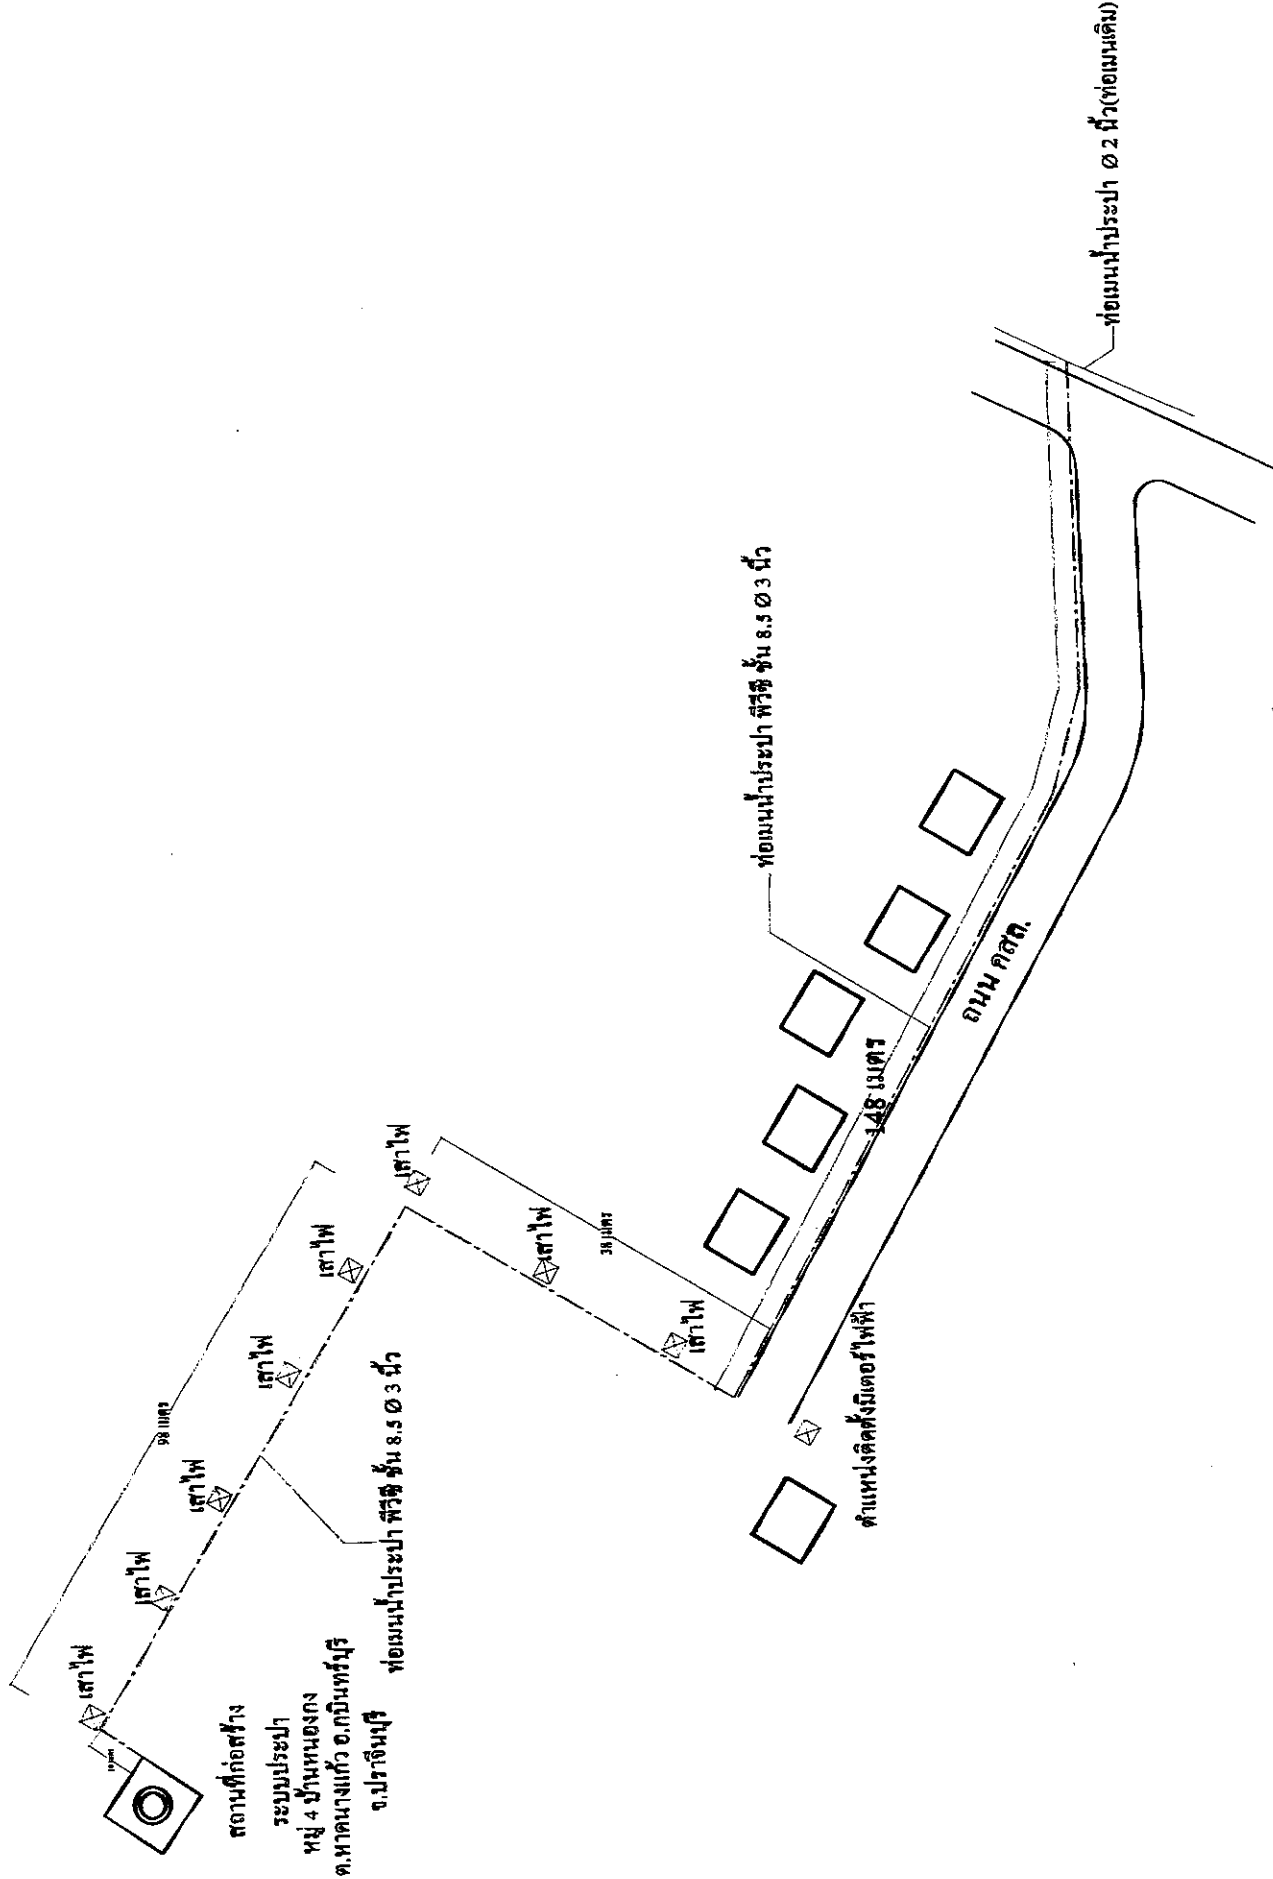 สถานที่ก่อสร้าง
ระบบประปา
หมู่ 4 บ้านหนองกง
ต.หาดนางแก้ว อ.กบินทร์บุรี
จ.ปราจีนบุรี
เสาไฟ
เสาไฟ
เสาไฟ
เสาไฟ
เสาไฟ
เสาไฟ
เสาไฟ
เสาไฟ
98 เมตร
38 เมตร
ท่อเมนน้ำประปา พีวีซี ชั้น 8.5 Ø 3 นิ้ว
ตำแหน่งติดตั้งมิเตอร์ไฟฟ้า
148 เมตร
ถนน คสล.
ท่อเมนน้ำประปา พีวีซี ชั้น 8.5 Ø 3 นิ้ว
ท่อเมนน้ำประปา Ø 2 นิ้ว(ท่อเมนเดิม)